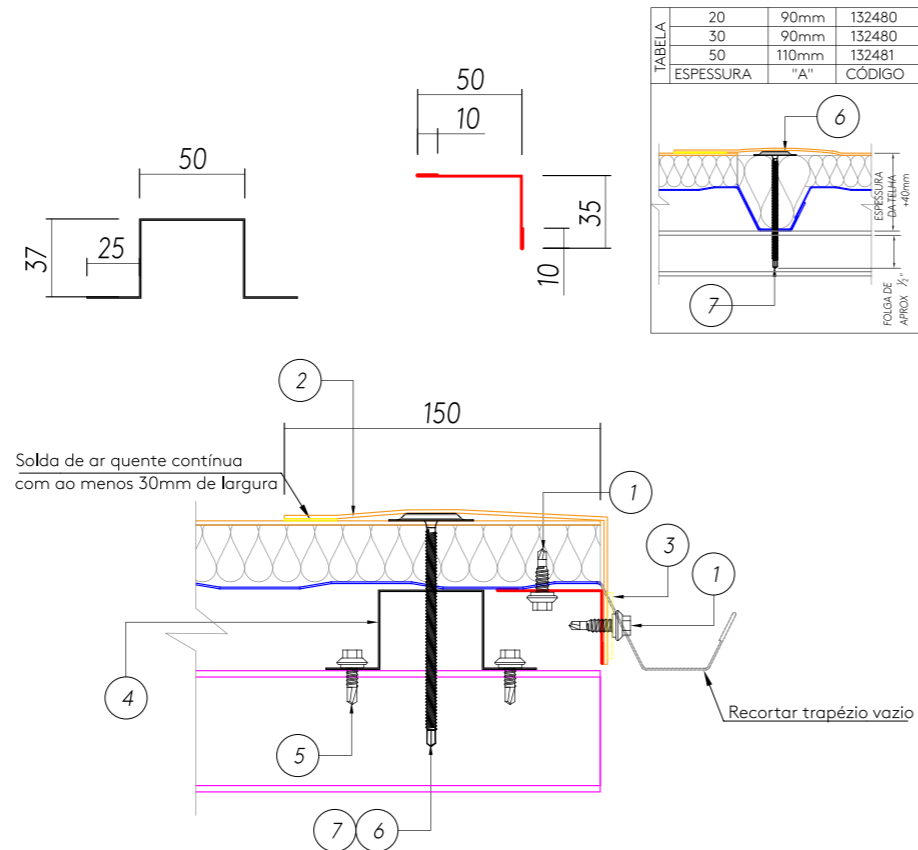 TABELA
20 90mm 132480
30 90mm 132480
50 110mm 132481
ESPESSURA "A" CÓDIGO
50
10
35
10
50
37
25
6
ESPESSURA
DA TELHA
+40mm
7
FOLGA DE
APROX ½"
2
150
Solda de ar quente contínua
com ao menos 30mm de largura
1
3
1
4
5
Recortar trapézio vazio
7 6